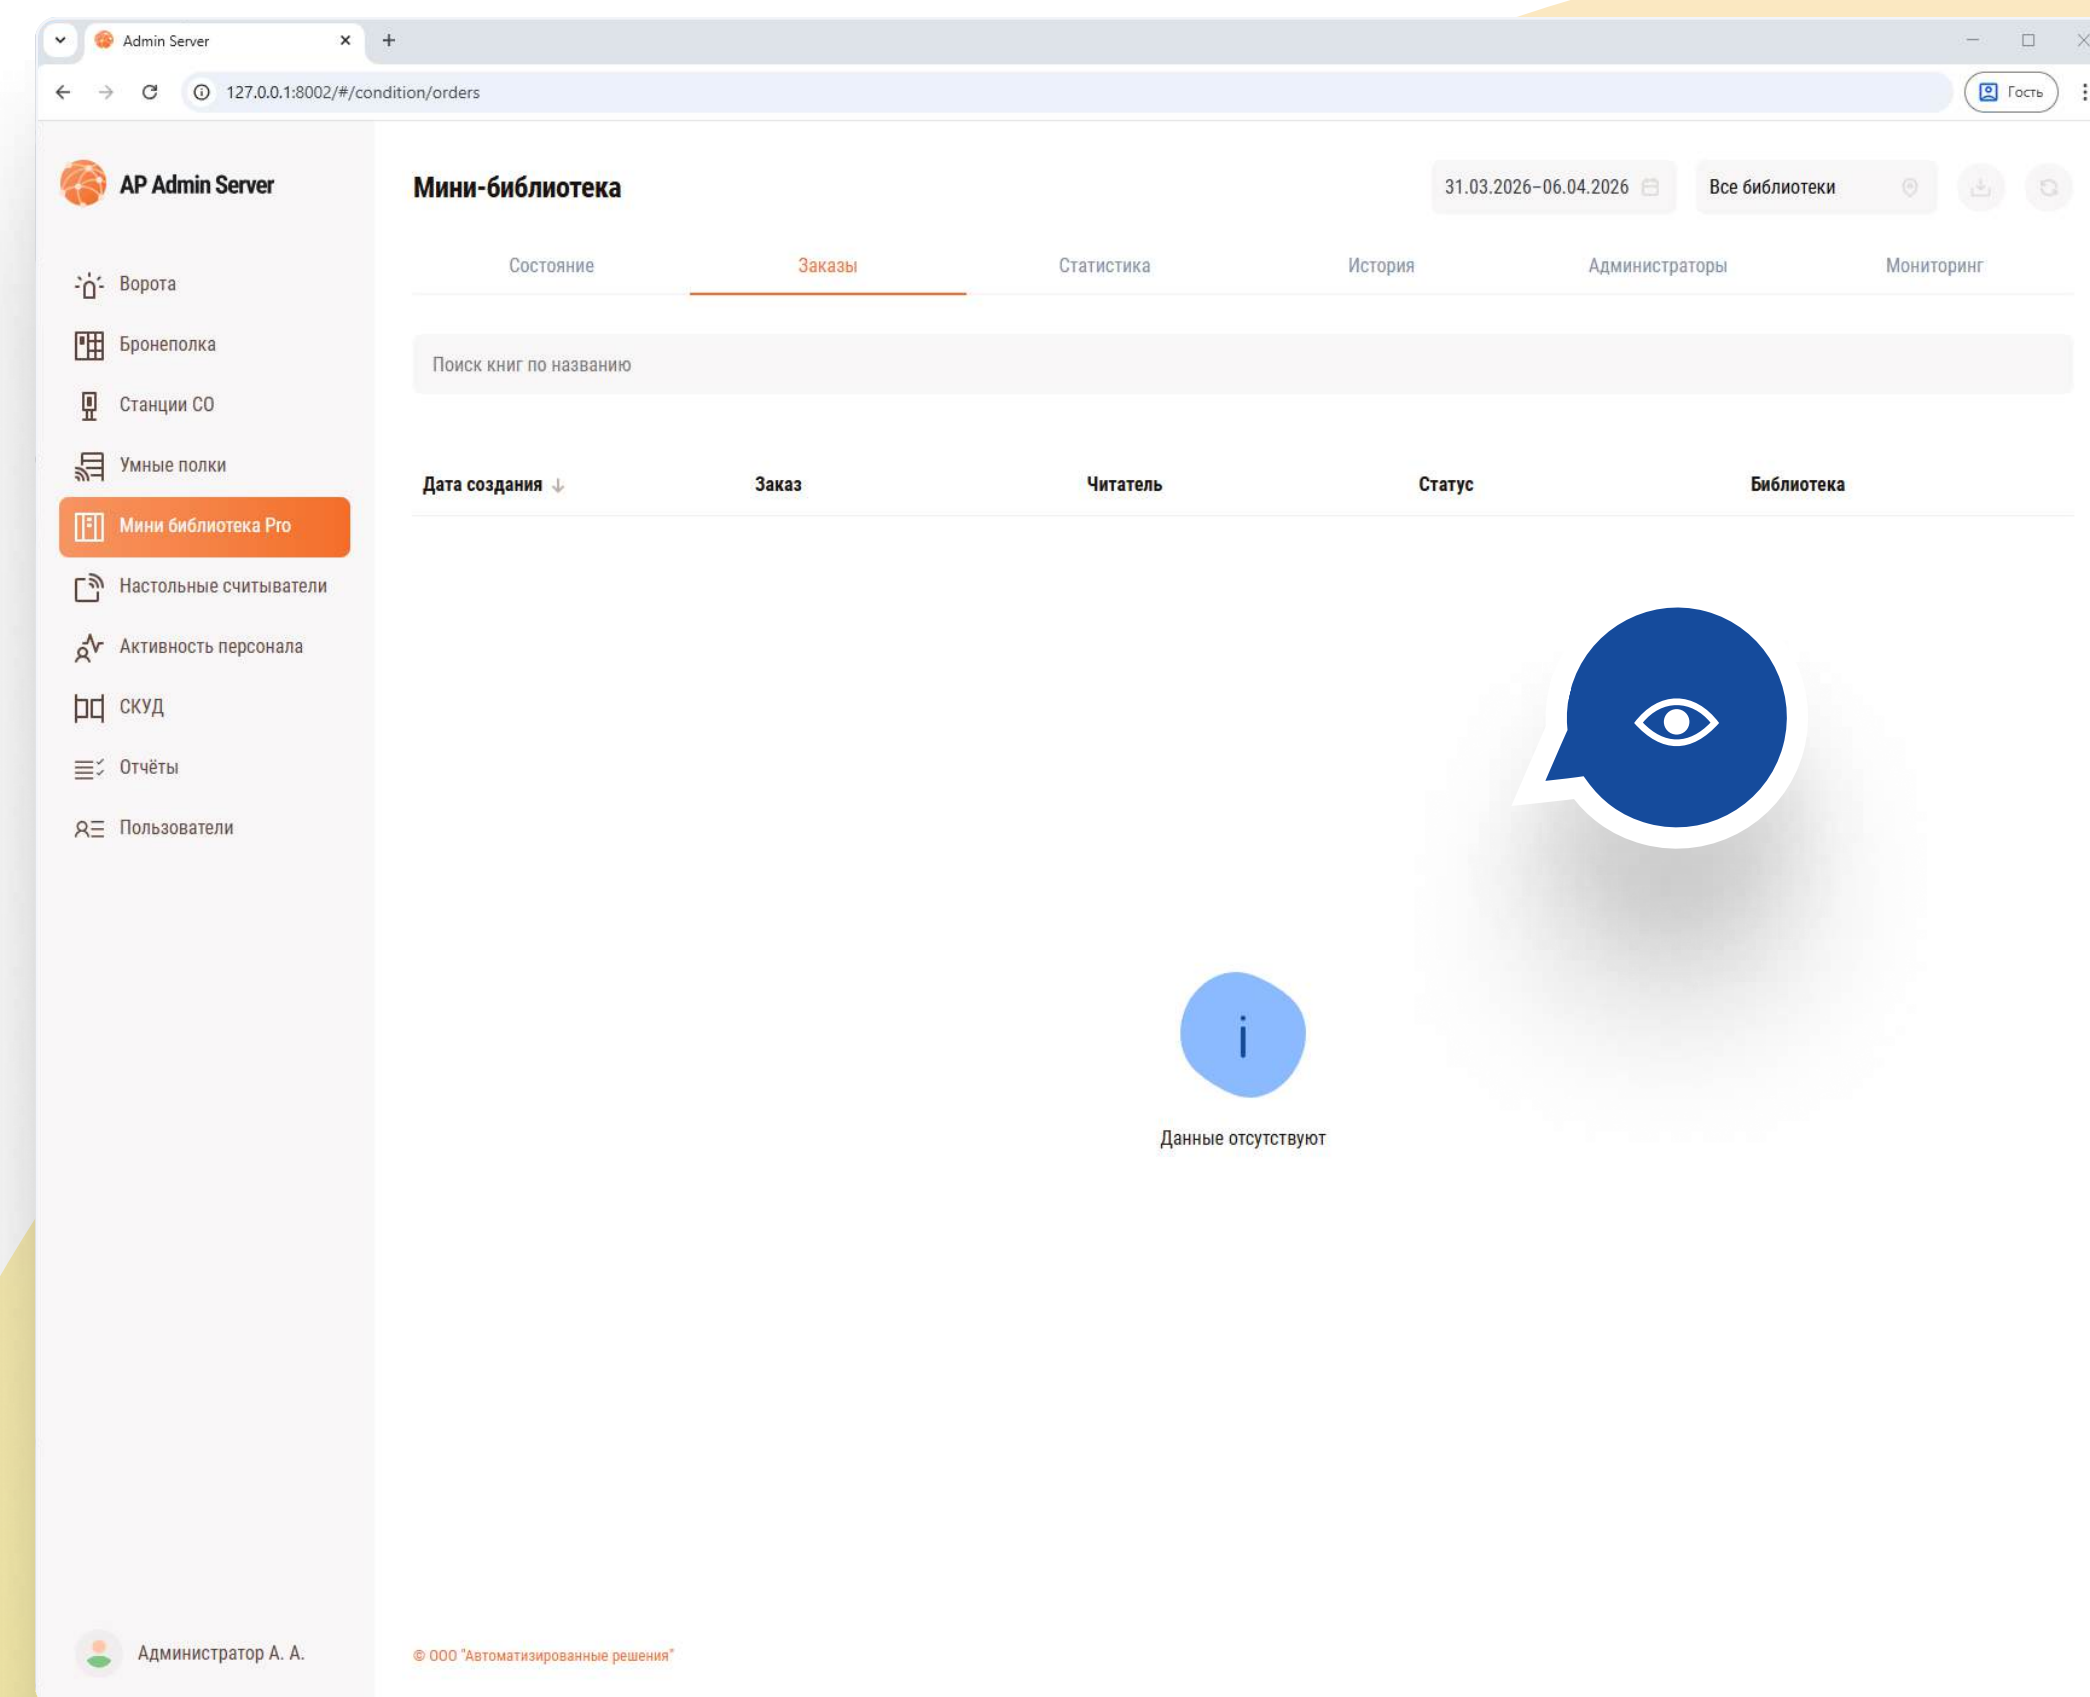 Admin Server
127.0.0.1:8002/#/condition/orders
Гость
AP Admin Server
Мини-библиотека
31.03.2026–06.04.2026
Все библиотеки
Состояние
Заказы
Статистика
История
Администраторы
Мониторинг
Ворота
Бронеполка
Станции СО
Умные полки
Мини библиотека Pro
Настольные считыватели
Активность персонала
СКУД
Отчёты
Пользователи
Поиск книг по названию
Дата создания
Заказ
Читатель
Статус
Библиотека
Данные отсутствуют
Администратор А. А.
© ООО "Автоматизированные решения"